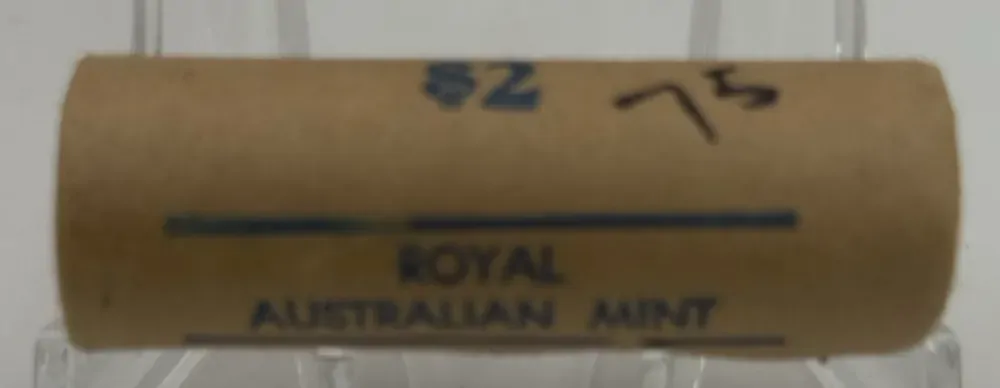 $2 75
ROYAL
AUSTRALIAN MINT